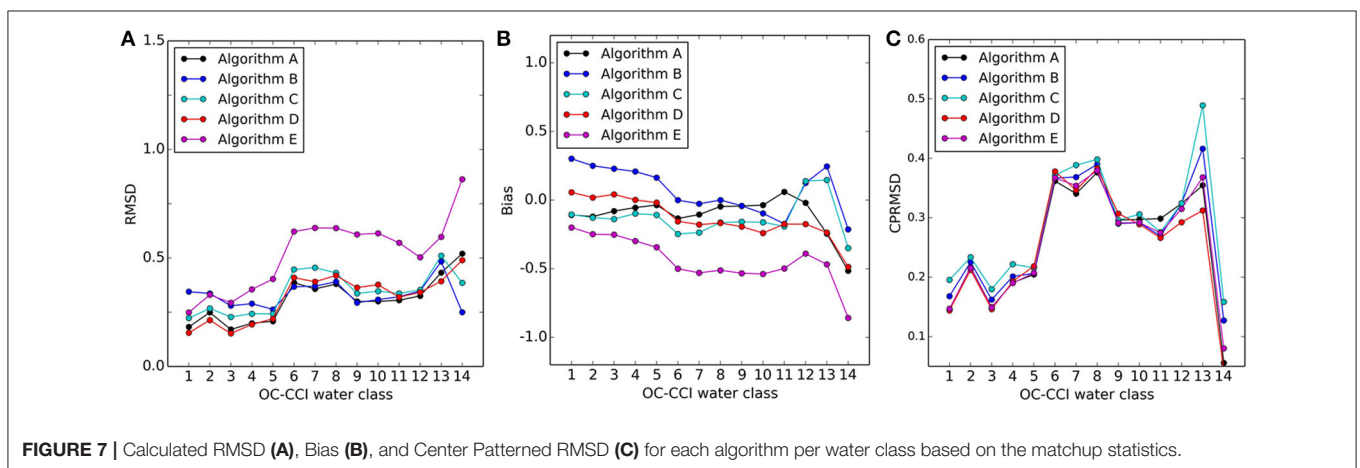 A
1.5
1.0
0.5
0.0
RMSD
Algorithm A
Algorithm B
Algorithm C
Algorithm D
Algorithm E
1 2 3 4 5 6 7 8 9 10 11 12 13 14
OC-CCI water class
B
1.0
0.5
0.0
-0.5
-1.0
Bias
Algorithm A
Algorithm B
Algorithm C
Algorithm D
Algorithm E
1 2 3 4 5 6 7 8 9 10 11 12 13 14
OC-CCI water class
C
0.6
0.5
0.4
0.3
0.2
0.1
CPRMSD
Algorithm A
Algorithm B
Algorithm C
Algorithm D
Algorithm E
1 2 3 4 5 6 7 8 9 10 11 12 13 14
OC-CCI water class
FIGURE 7 | Calculated RMSD (A), Bias (B), and Center Patterned RMSD (C) for each algorithm per water class based on the matchup statistics.